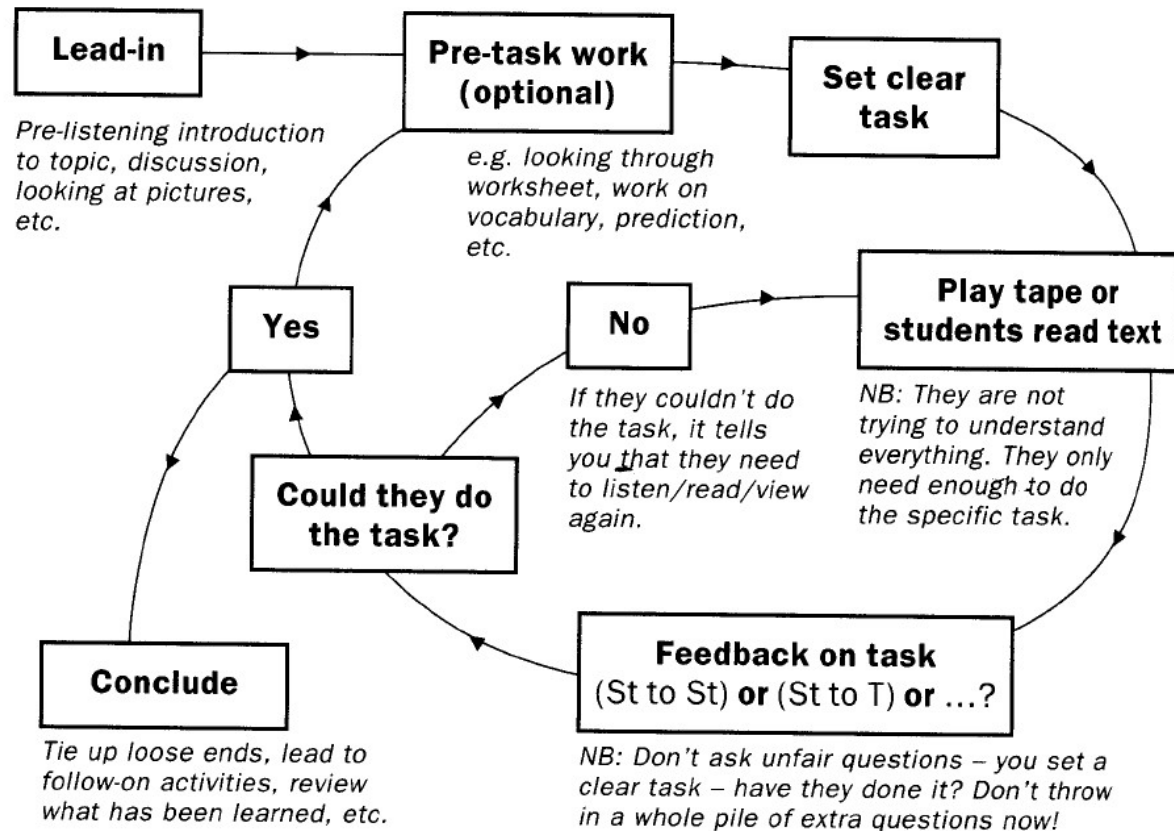 Lead-in
Pre-listening introduction
to topic, discussion,
looking at pictures,
etc.
Pre-task work
(optional)
e.g. looking through
worksheet, work on
vocabulary, prediction,
etc.
Set clear
task
Play tape or
students read text
NB: They are not
trying to understand
everything. They only
need enough to do
the specific task.
Yes
No
If they couldn't do
the task, it tells
you that they need
to listen/read/view
again.
Could they do
the task?
Feedback on task
(St to St) or (St to T) or ...?
NB: Don't ask unfair questions – you set a
clear task – have they done it? Don't throw
in a whole pile of extra questions now!
Conclude
Tie up loose ends, lead to
follow-on activities, review
what has been learned, etc.